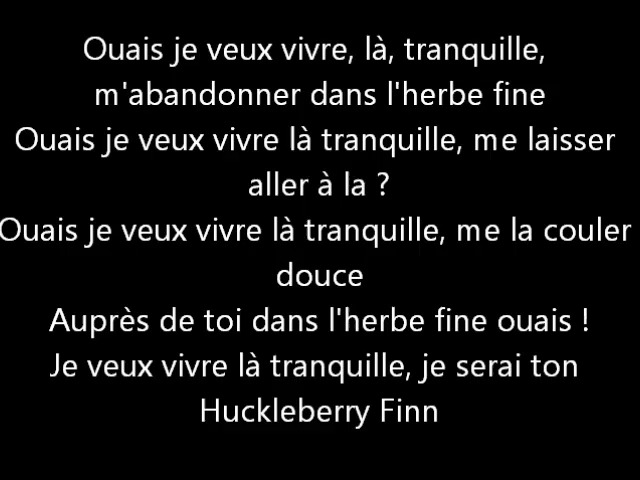 Ouais je veux vivre, là, tranquille,
m'abandonner dans l'herbe fine
Ouais je veux vivre là tranquille, me laisser
aller à la ?
Ouais je veux vivre là tranquille, me la couler
douce
Auprès de toi dans l'herbe fine ouais !
Je veux vivre là tranquille, je serai ton
Huckleberry Finn